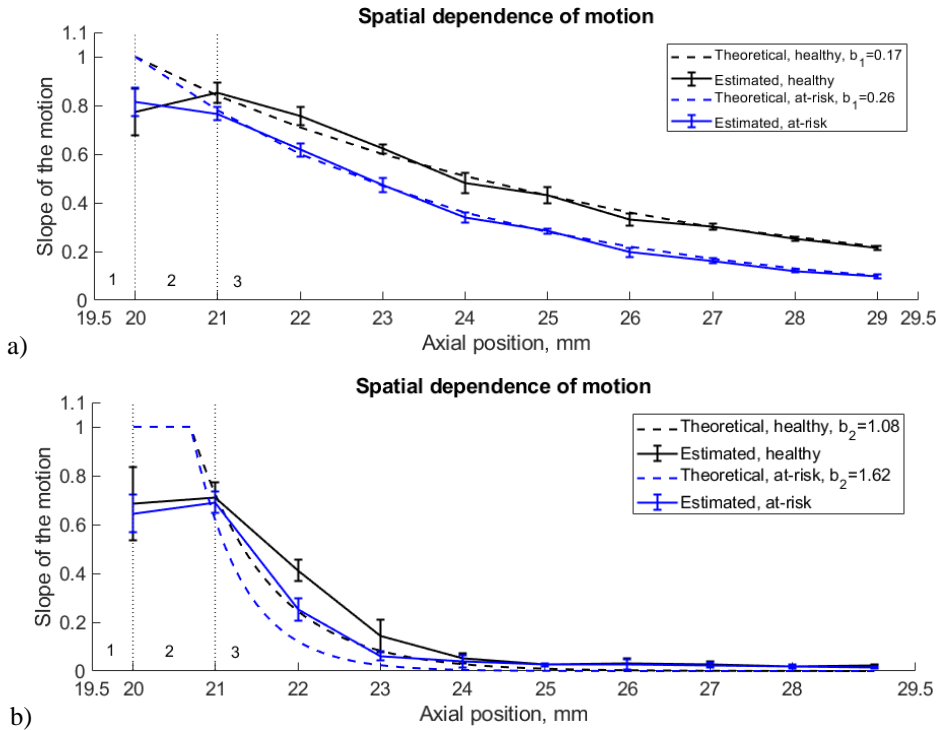 Spatial dependence of motion
1.1
1
0.8
0.6
0.4
0.2
0
Slope of the motion
Theoretical, healthy, b1=0.17
Estimated, healthy
Theoretical, at-risk, b1=0.26
Estimated, at-risk
1 2 3
19.5 20 21 22 23 24 25 26 27 28 29 29.5
Axial position, mm
a)
Spatial dependence of motion
1.1
1
0.8
0.6
0.4
0.2
0
Slope of the motion
Theoretical, healthy, b2=1.08
Estimated, healthy
Theoretical, at-risk, b2=1.62
Estimated, at-risk
1 2 3
19.5 20 21 22 23 24 25 26 27 28 29.5
Axial position, mm
b)